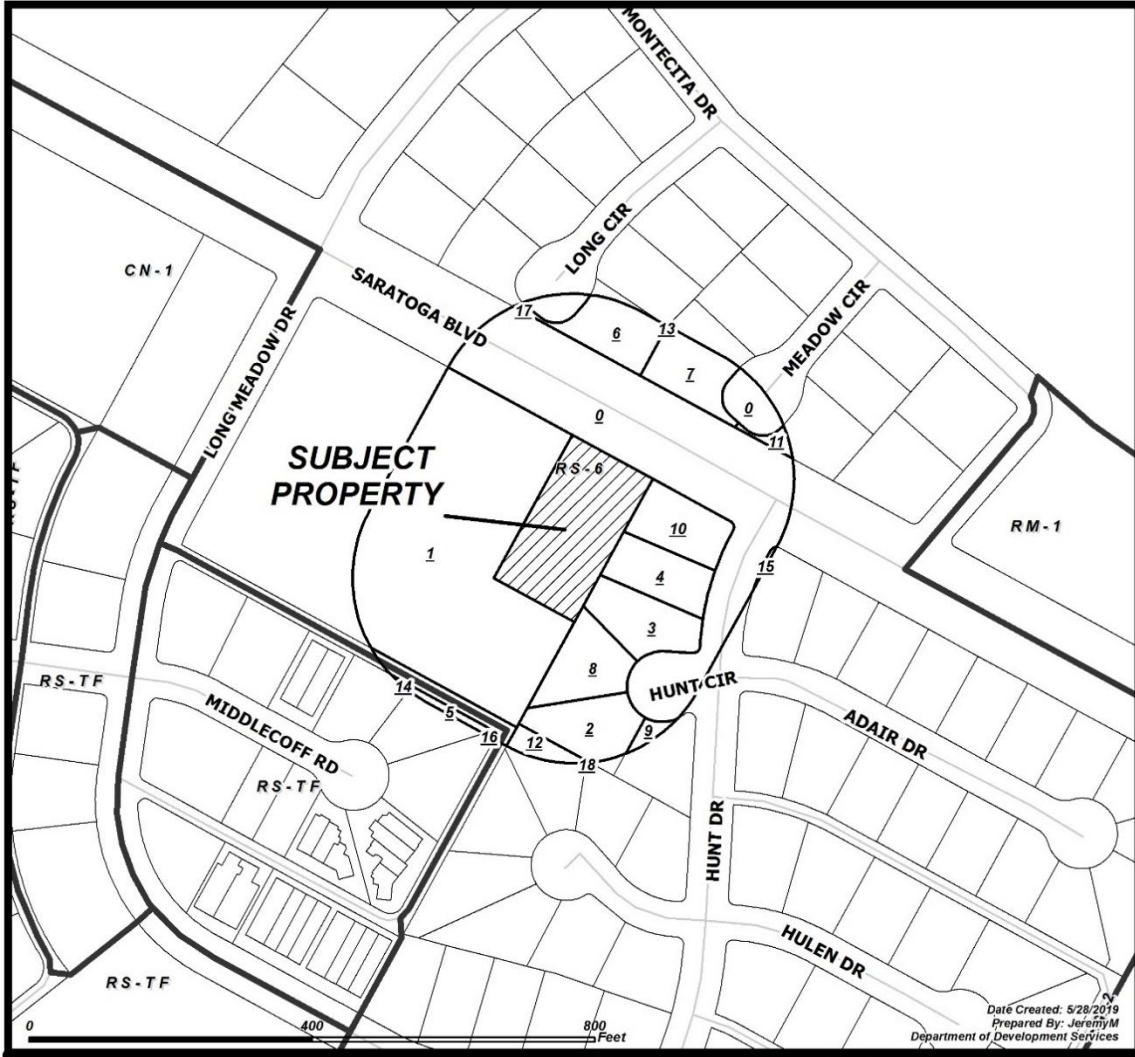 MONTECITA DR
LONG CIR
CN-1
SARATOGA BLVD
MEADOW CIR
LONG MEADOW DR
17
6
13
7
0
0
11
SUBJECT
PROPERTY
RS-6
RM-1
10
1
4
15
3
8
RS-TF
HUNT CIR
14
5
2
9
16
12
18
MIDDLECOFF RD
ADAIR DR
RS-TF
HUNT DR
HULEN DR
RS-TF
0
400
800
Feet
Date Created: 5/28/2019
Prepared By: JeremyM
Department of Development Services